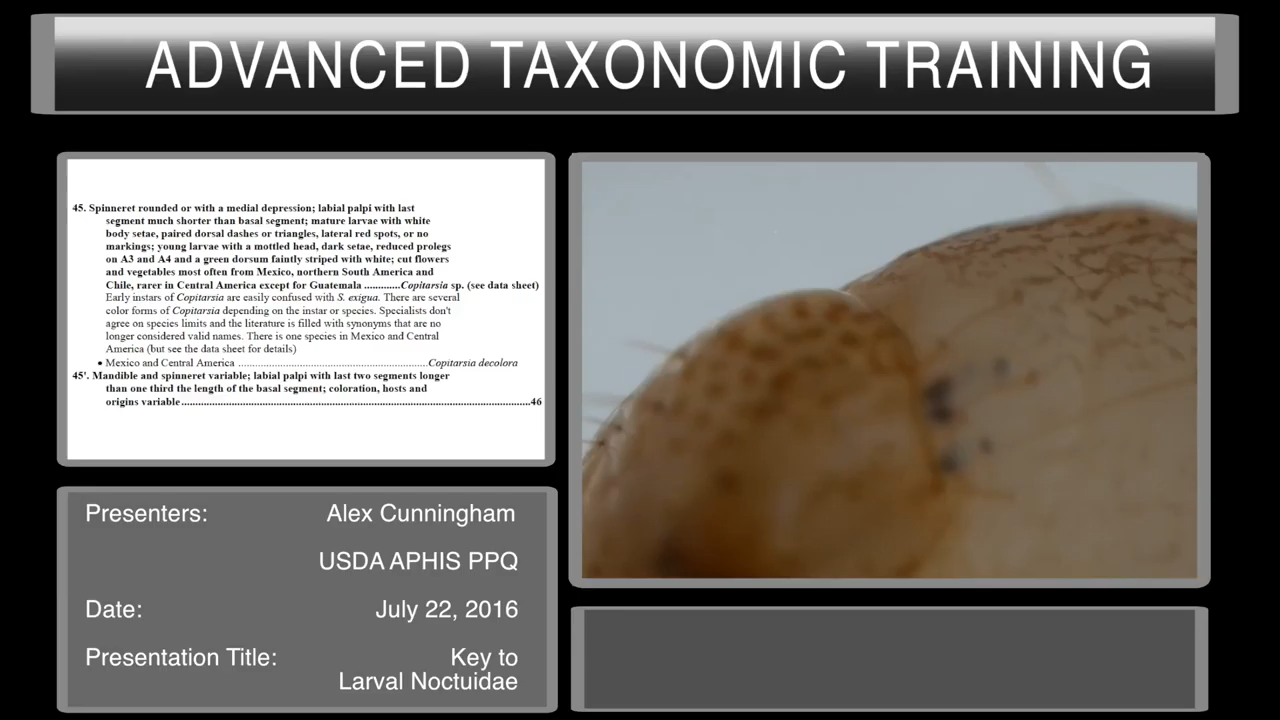 ADVANCED TAXONOMIC TRAINING
45. Spinneret rounded or with a medial depression; labial palpi with last
segment much shorter than basal segment; mature larvae with white
body setae, paired dorsal dashes or triangles, lateral red spots, or no
markings; young larvae with a mottled head, dark setae, reduced prolegs
on A3 and A4 and a green dorsum faintly striped with white; cut flowers
and vegetables most often from Mexico, northern South America and
Chile, rarer in Central America except for Guatemala .............Copitarsia sp. (see data sheet)
Early instars of Copitarsia are easily confused with S. exigua. There are several
color forms of Copitarsia depending on the instar or species. Specialists don't
agree on species limits and the literature is filled with synonyms that are no
longer considered valid names. There is one species in Mexico and Central
America (but see the data sheet for details)
• Mexico and Central America ......................................................Copitarsia decolora
45'. Mandible and spinneret variable; labial palpi with last two segments longer
than one third the length of the basal segment; coloration, hosts and
origins variable....................................................................................................46
Presenters: Alex Cunningham
USDA APHIS PPQ
Date: July 22, 2016
Presentation Title: Key to
Larval Noctuidae